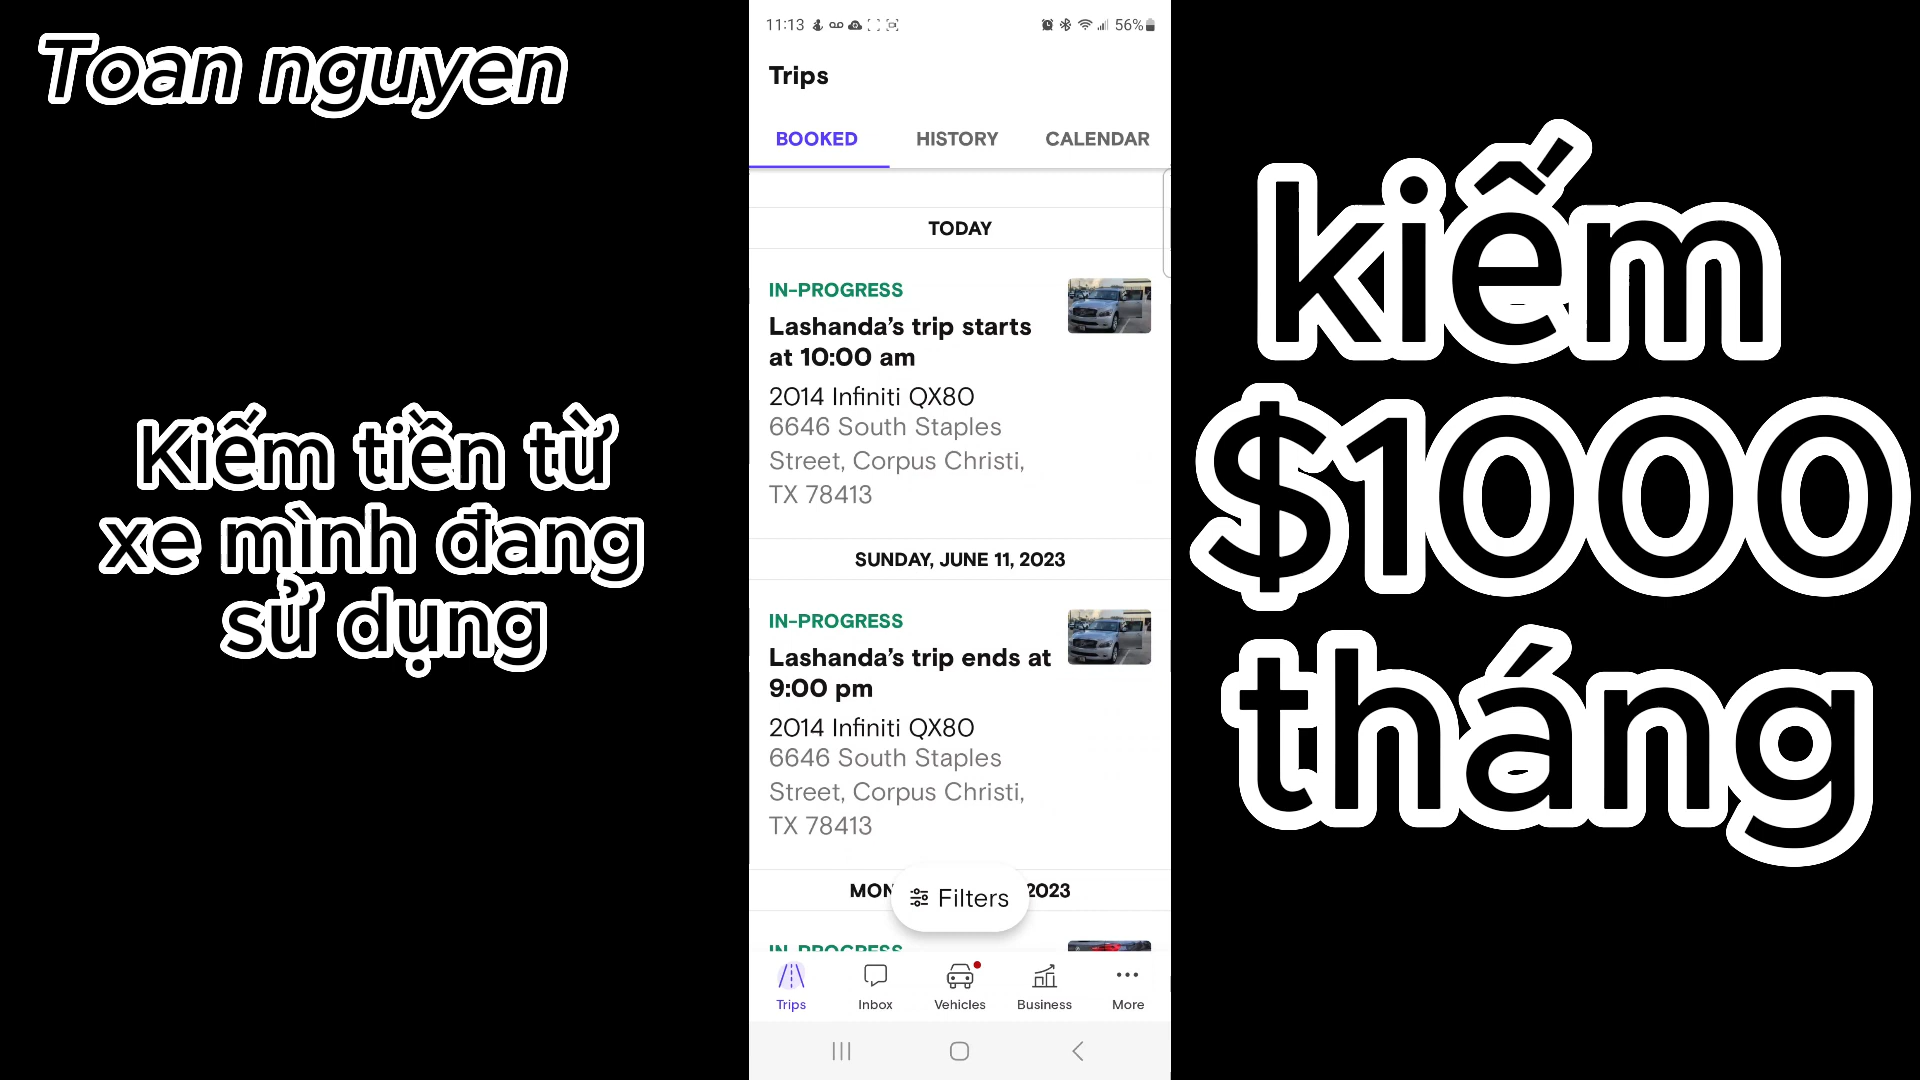 Toan nguyen
Kiếm tiền từ
xe mình đang
sử dụng
11:13
56%
Trips
BOOKED
HISTORY
CALENDAR
TODAY
IN-PROGRESS
Lashanda’s trip starts
at 10:00 am
2014 Infiniti QX80
6646 South Staples
Street, Corpus Christi,
TX 78413
SUNDAY, JUNE 11, 2023
IN-PROGRESS
Lashanda’s trip ends at
9:00 pm
2014 Infiniti QX80
6646 South Staples
Street, Corpus Christi,
TX 78413
2023
Filters
IN-PROGRESS
Trips
Inbox
Vehicles
Business
More
kiếm
$1000
tháng